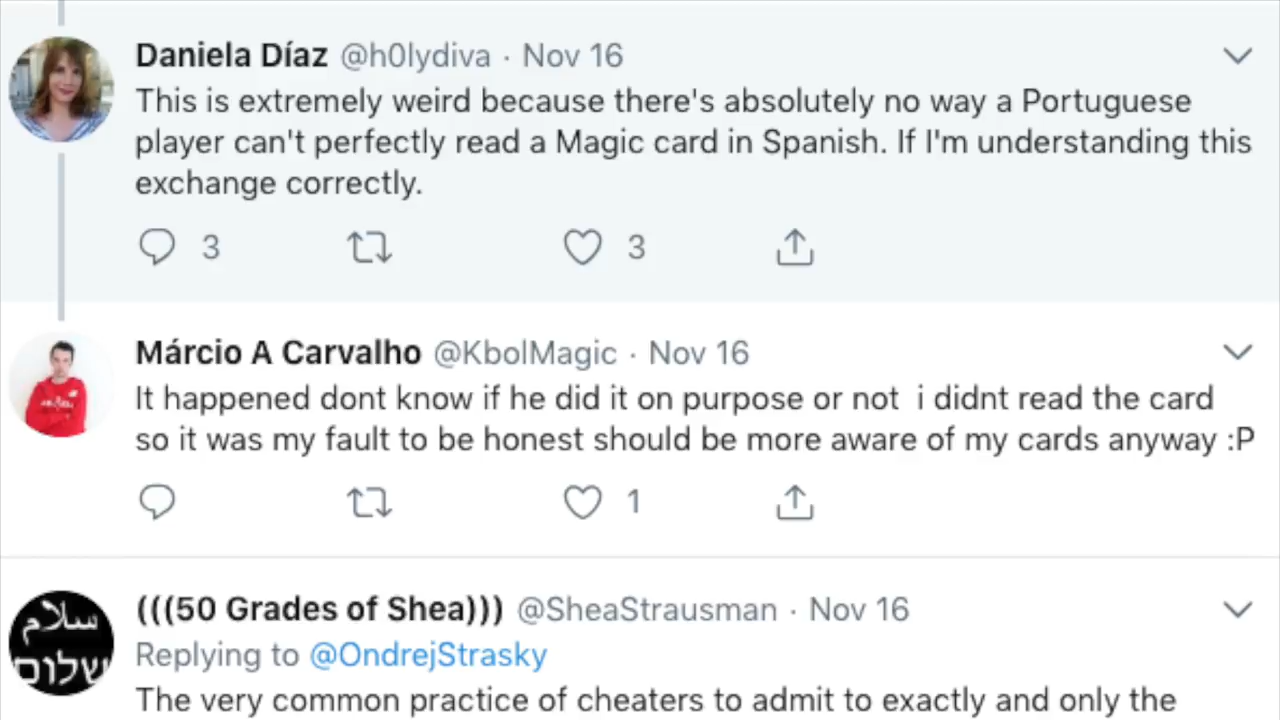 Daniela Díaz @h0lydiva · Nov 16
This is extremely weird because there's absolutely no way a Portuguese
player can't perfectly read a Magic card in Spanish. If I'm understanding this
exchange correctly.
3 3
Márcio A Carvalho @KbolMagic · Nov 16
It happened dont know if he did it on purpose or not  i didnt read the card
so it was my fault to be honest should be more aware of my cards anyway :P
1
سلام
שלום
(((50 Grades of Shea))) @SheaStrausman · Nov 16
Replying to @OndrejStrasky
The very common practice of cheaters to admit to exactly and only the